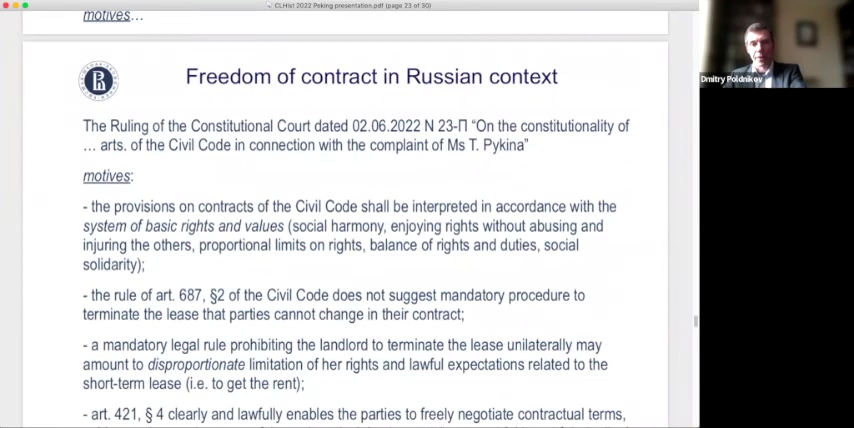 CLHist 2022 Peking presentation.pdf (page 23 of 30)
motives…
Freedom of contract in Russian context
The Ruling of the Constitutional Court dated 02.06.2022 N 23-П “On the constitutionality of
… arts. of the Civil Code in connection with the complaint of Ms T. Pykina”
motives:
- the provisions on contracts of the Civil Code shall be interpreted in accordance with the
system of basic rights and values (social harmony, enjoying rights without abusing and
injuring the others, proportional limits on rights, balance of rights and duties, social
solidarity);
- the rule of art. 687, §2 of the Civil Code does not suggest mandatory procedure to
terminate the lease that parties cannot change in their contract;
- a mandatory legal rule prohibiting the landlord to terminate the lease unilaterally may
amount to disproportionate limitation of her rights and lawful expectations related to the
short-term lease (i.e. to get the rent);
- art. 421, § 4 clearly and lawfully enables the parties to freely negotiate contractual terms,
Dmitry Poldnikov